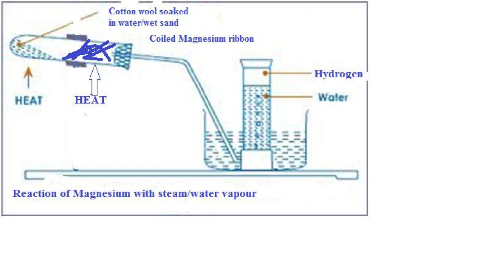 Cotton wool soaked
in water/wet sand
Coiled Magnesium ribbon
Hydrogen
Water
HEAT
HEAT
Reaction of Magnesium with steam/water vapour